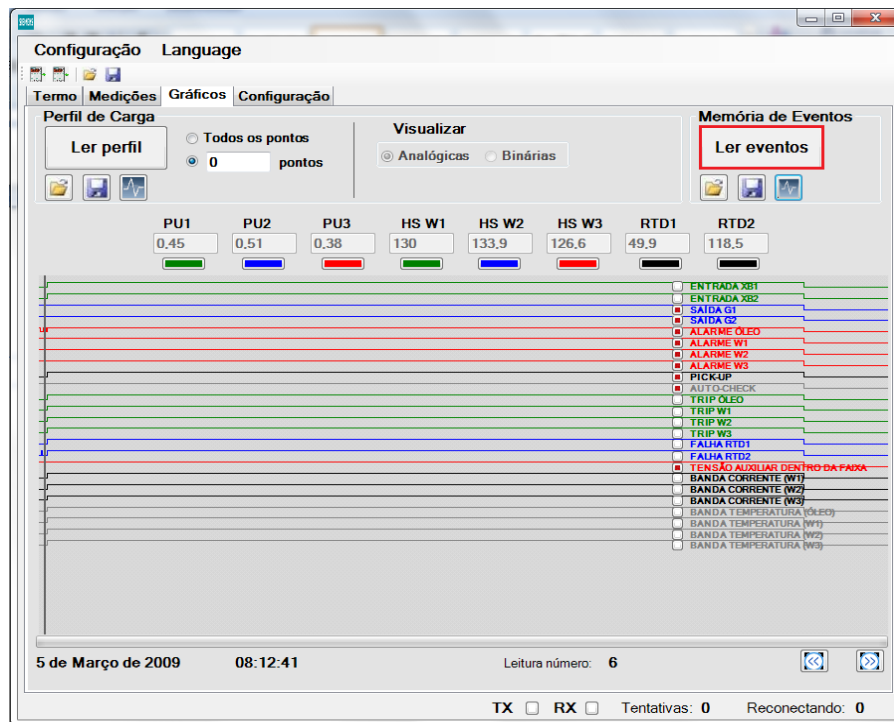 Configuração Language
Termo Medições Gráficos Configuração
Perfil de Carga
Ler perfil
Todos os pontos
0 pontos
Visualizar
Analógicas Binárias
Memória de Eventos
Ler eventos
PU1 PU2 PU3 HS W1 HS W2 HS W3 RTD1 RTD2
0,45 0,51 0,38 130 133,9 126,6 49,9 118,5
ENTRADA XB1
ENTRADA XB2
SAÍDA G1
SAÍDA G2
ALARME ÓLEO
ALARME W1
ALARME W2
ALARME W3
PICK-UP
AUTO-CHECK
TRIP ÓLEO
TRIP W1
TRIP W2
TRIP W3
FALHA RTD1
FALHA RTD2
TENSÃO AUXILIAR DENTRO DA FAIXA
BANDA CORRENTE (W1)
BANDA CORRENTE (W2)
BANDA CORRENTE (W3)
BANDA TEMPERATURA (ÓLEO)
BANDA TEMPERATURA (W1)
BANDA TEMPERATURA (W2)
BANDA TEMPERATURA (W3)
5 de Março de 2009 08:12:41 Leitura número: 6
TX RX Tentativas: 0 Reconectando: 0